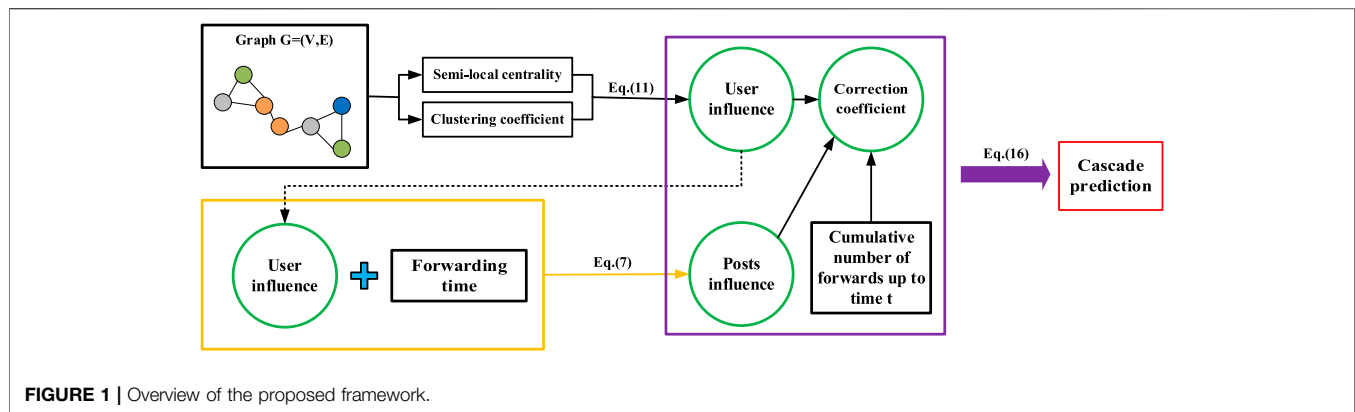 Graph G=(V,E)
Semi-local centrality
Clustering coefficient
Eq.(11)
User
influence
Correction
coefficient
Eq.(16)
Cascade
prediction
User
influence
Forwarding
time
Eq.(7)
Posts
influence
Cumulative
number of
forwards up to
time t
FIGURE 1 | Overview of the proposed framework.